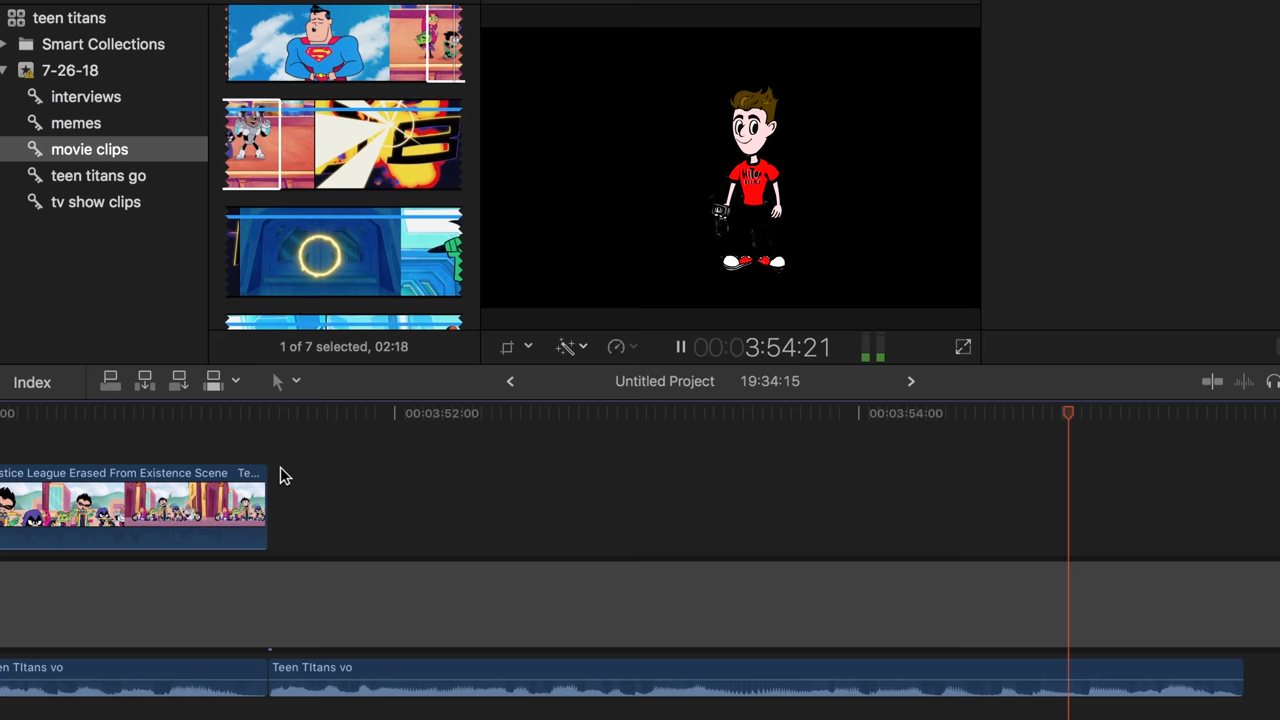 teen titans
Smart Collections
7-26-18
interviews
memes
movie clips
teen titans go
tv show clips
1 of 7 selected, 02:18
00:03:54:21
Index
Untitled Project 19:34:15
:00
00:03:52:00
00:03:54:00
stice League Erased From Existence Scene Te...
en TItans vo
Teen TItans vo